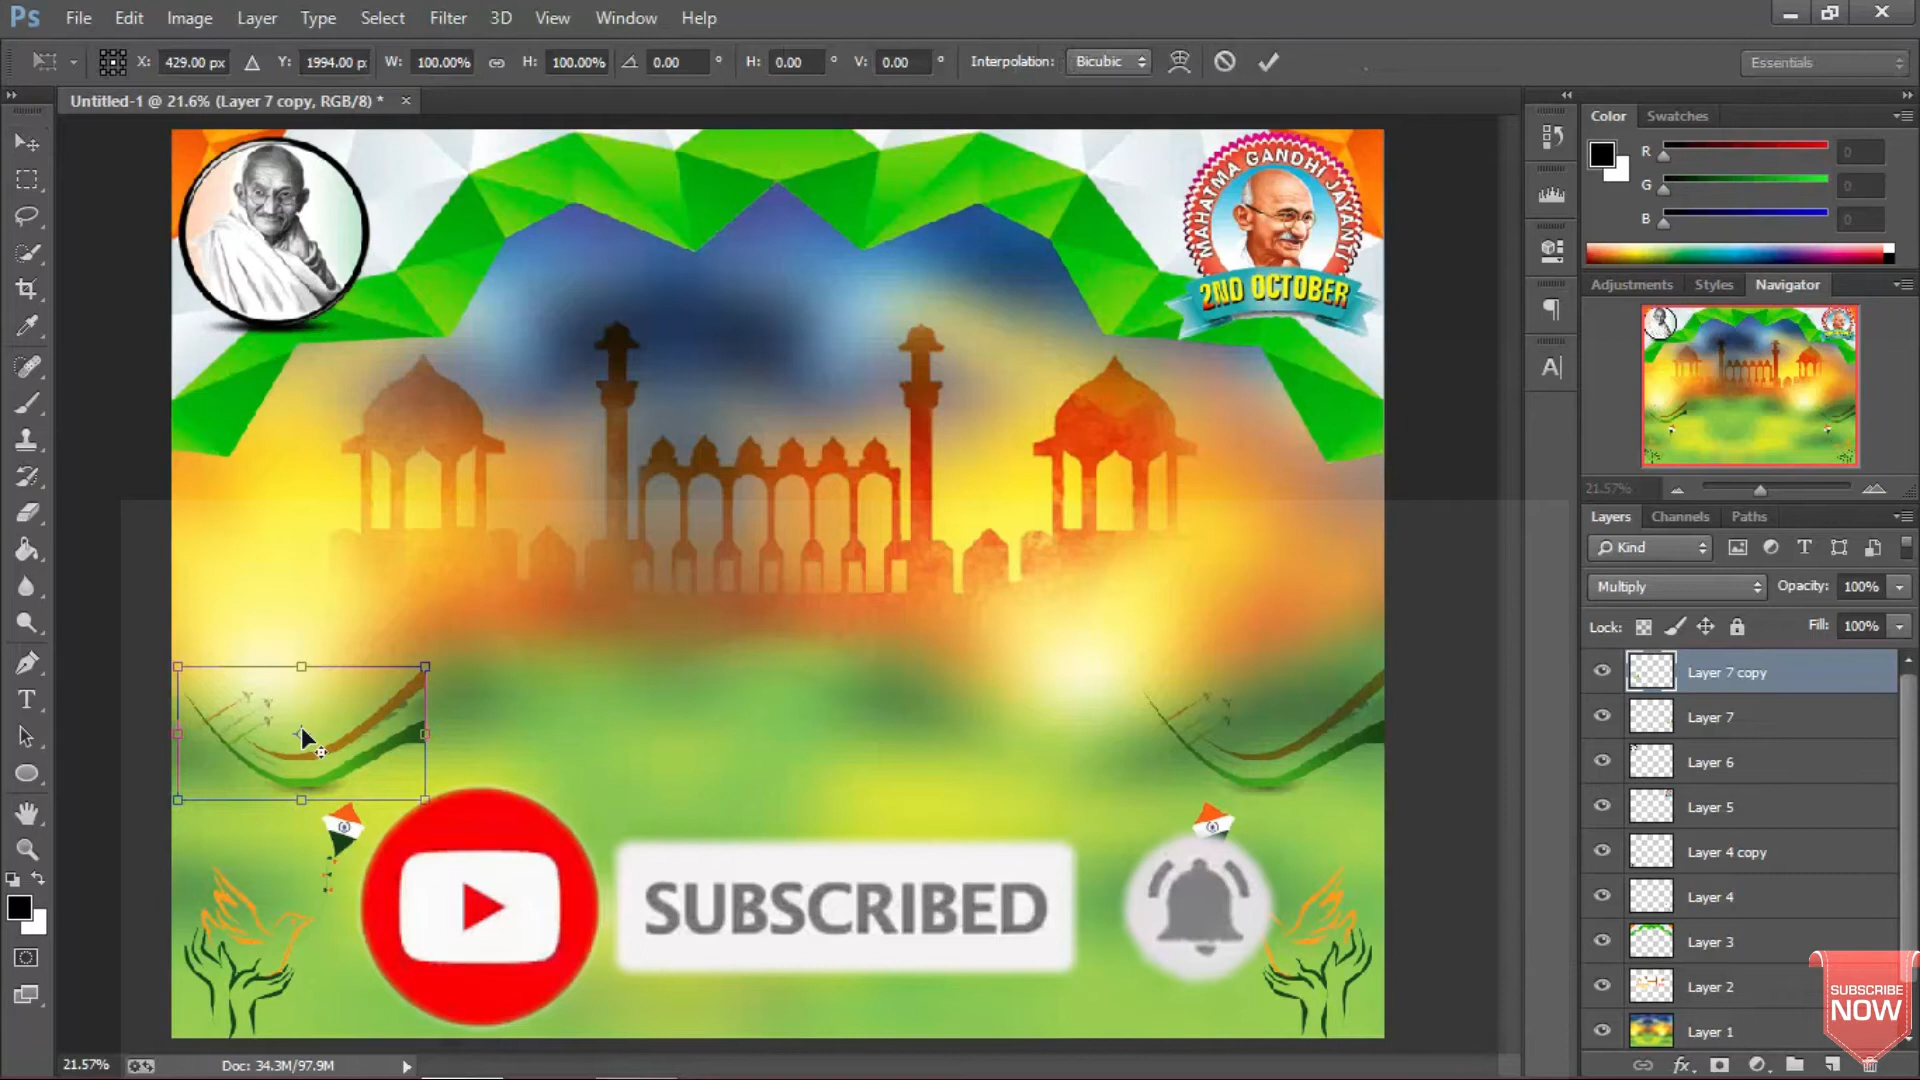 Ps File Edit Image Layer Type Select Filter 3D View Window Help
X: 429.00 px Y: 1994.00 p W: 100.00% H: 100.00% 0.00 ° H: 0.00 ° V: 0.00 ° Interpolation: Bicubic Essentials
Untitled-1 @ 21.6% (Layer 7 copy, RGB/8) * ×
Color Swatches
R 0
G 0
B 0
MAHATMA GANDHI JAYANTI
2ND OCTOBER
Adjustments Styles Navigator
21.57%
Layers Channels Paths
Kind
Multiply Opacity: 100%
Lock: Fill: 100%
Layer 7 copy
Layer 7
Layer 6
Layer 5
Layer 4 copy
Layer 4
Layer 3
Layer 2
Layer 1
SUBSCRIBED
SUBSCRIBE
NOW
21.57% Doc: 34.3M/97.9M